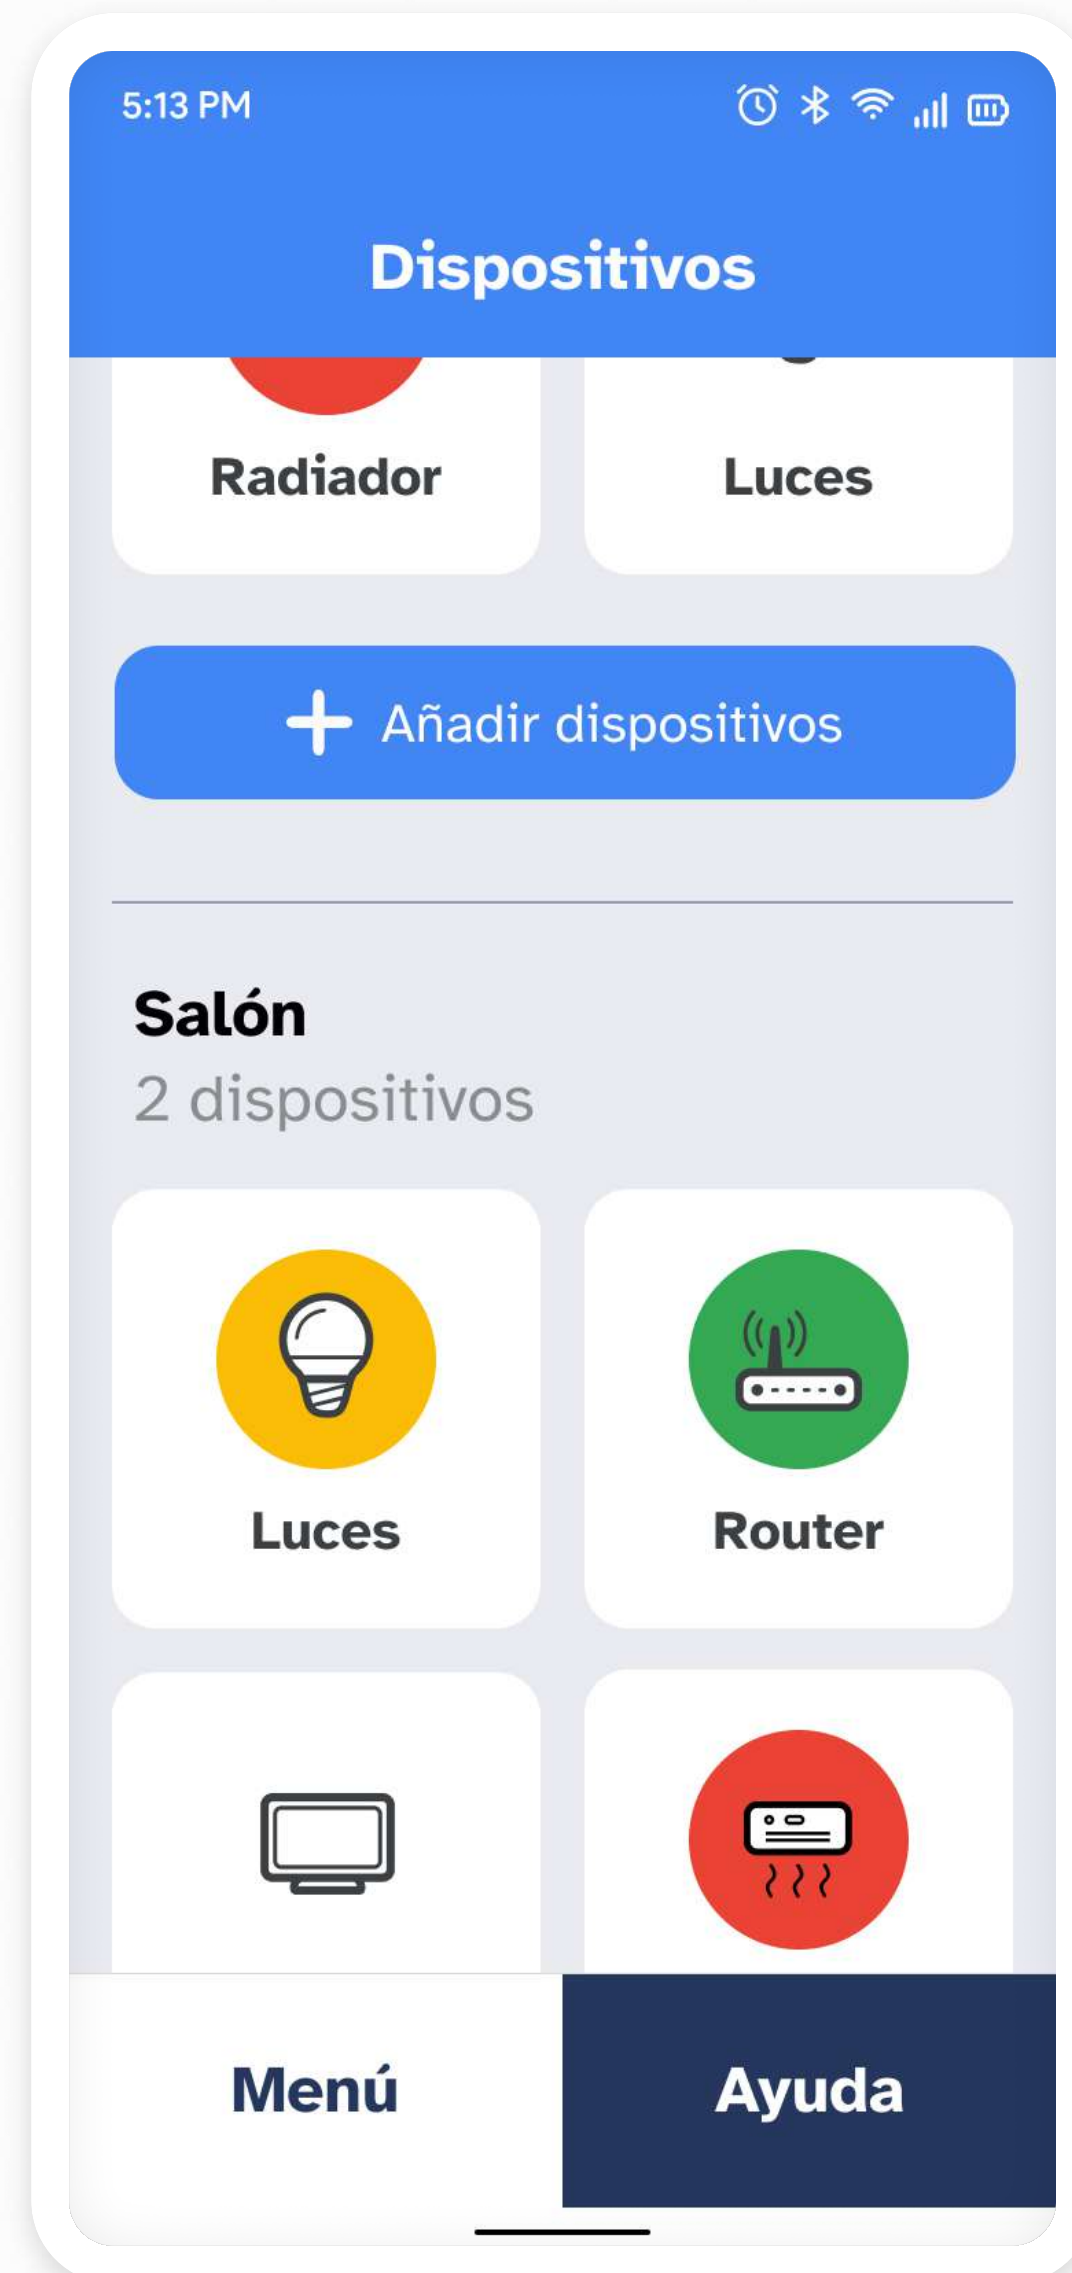 5:13 PM
Dispositivos
Radiador
Luces
Añadir dispositivos
Salón
2 dispositivos
Luces
Router
Menú
Ayuda